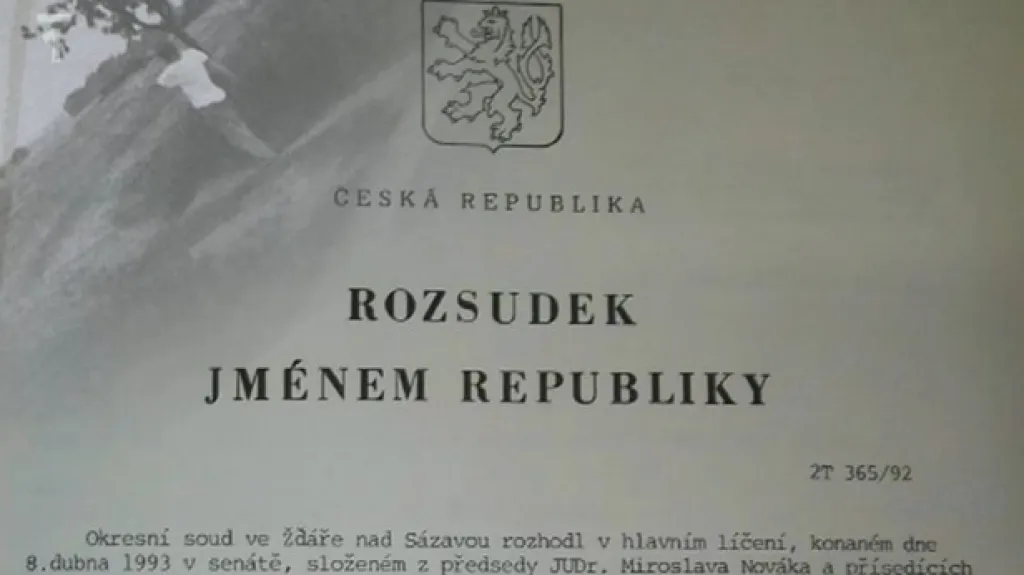 ČESKÁ REPUBLIKA
ROZSUDEK
JMÉNEM REPUBLIKY
2T 365/92
Okresní soud ve Žďáře nad Sázavou rozhodl v hlavním líčení, konaném dne
8.dubna 1993 v senátě, složeném z předsedy JUDr. Miroslava Nováka a přísedících